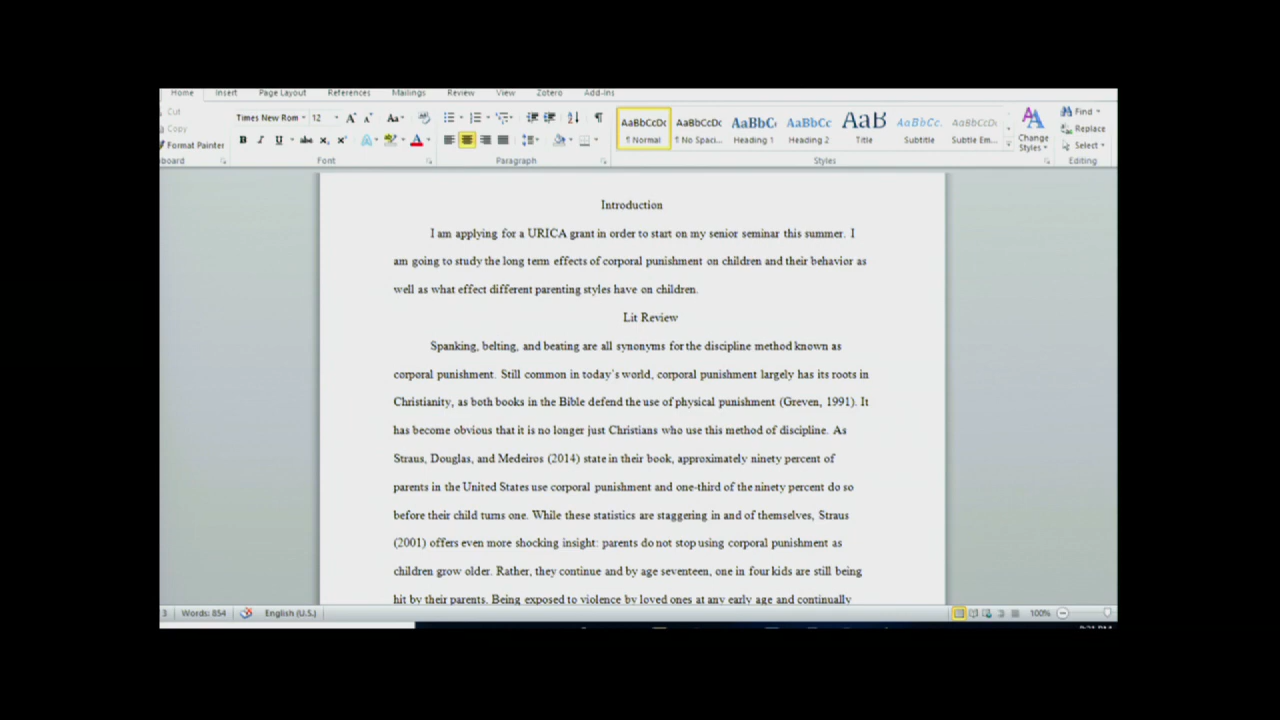 Home Insert Page Layout References Mailings Review View Zotero Add-Ins
Cut
Copy
Format Painter
Times New Rom 12
Aa
B I U abc x₂ x² A A
AaBbCcDc AaBbCcDc AaBbC AaBbCc AaB AaBbCc. AaBbCcD
¶ Normal ¶ No Spaci... Heading 1 Heading 2 Title Subtitle Subtle Em...
Change
Styles
Find
Replace
Select
board Font Paragraph Styles Editing
Introduction
I am applying for a URICA grant in order to start on my senior seminar this summer. I
am going to study the long term effects of corporal punishment on children and their behavior as
well as what effect different parenting styles have on children.
Lit Review
Spanking, belting, and beating are all synonyms for the discipline method known as
corporal punishment. Still common in today's world, corporal punishment largely has its roots in
Christianity, as both books in the Bible defend the use of physical punishment (Greven, 1991). It
has become obvious that it is no longer just Christians who use this method of discipline. As
Straus, Douglas, and Medeiros (2014) state in their book, approximately ninety percent of
parents in the United States use corporal punishment and one-third of the ninety percent do so
before their child turns one. While these statistics are staggering in and of themselves, Straus
(2001) offers even more shocking insight: parents do not stop using corporal punishment as
children grow older. Rather, they continue and by age seventeen, one in four kids are still being
hit by their parents. Being exposed to violence by loved ones at any early age and continually
3 Words: 854 English (U.S.) 100%